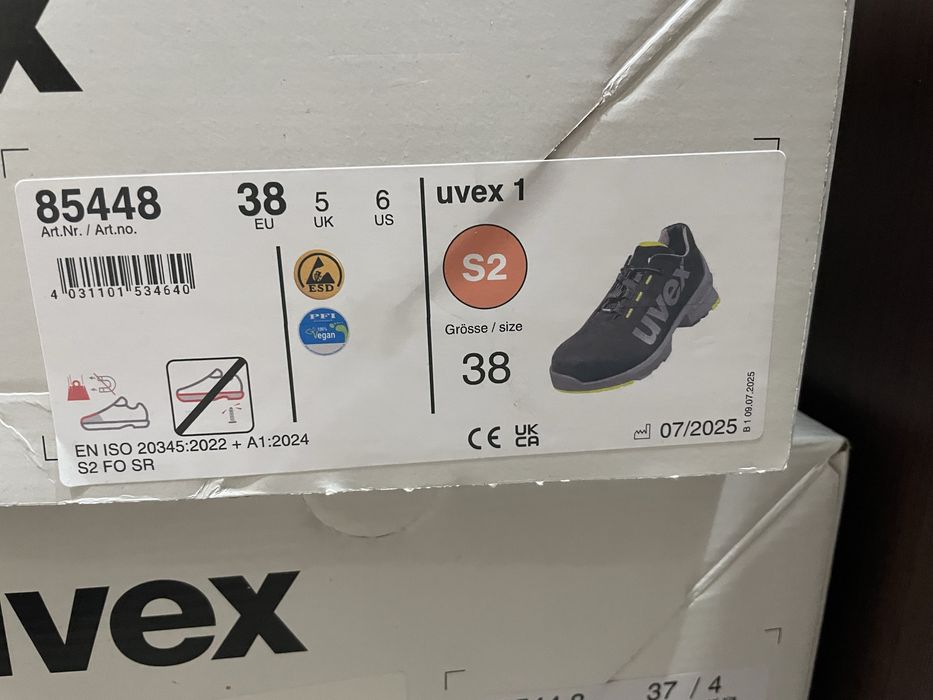 x
85448
Art.Nr. / Art.no.
38 EU
5 UK
6 US
4 031101 534640
ESD
PFI
100%
Vegan
EN ISO 20345:2022 + A1:2024
S2 FO SR
uvex 1
S2
Grösse / size
38
uvex
CE UK
CA
07/2025
B 1 09.07.2025
uvex
37 / 4